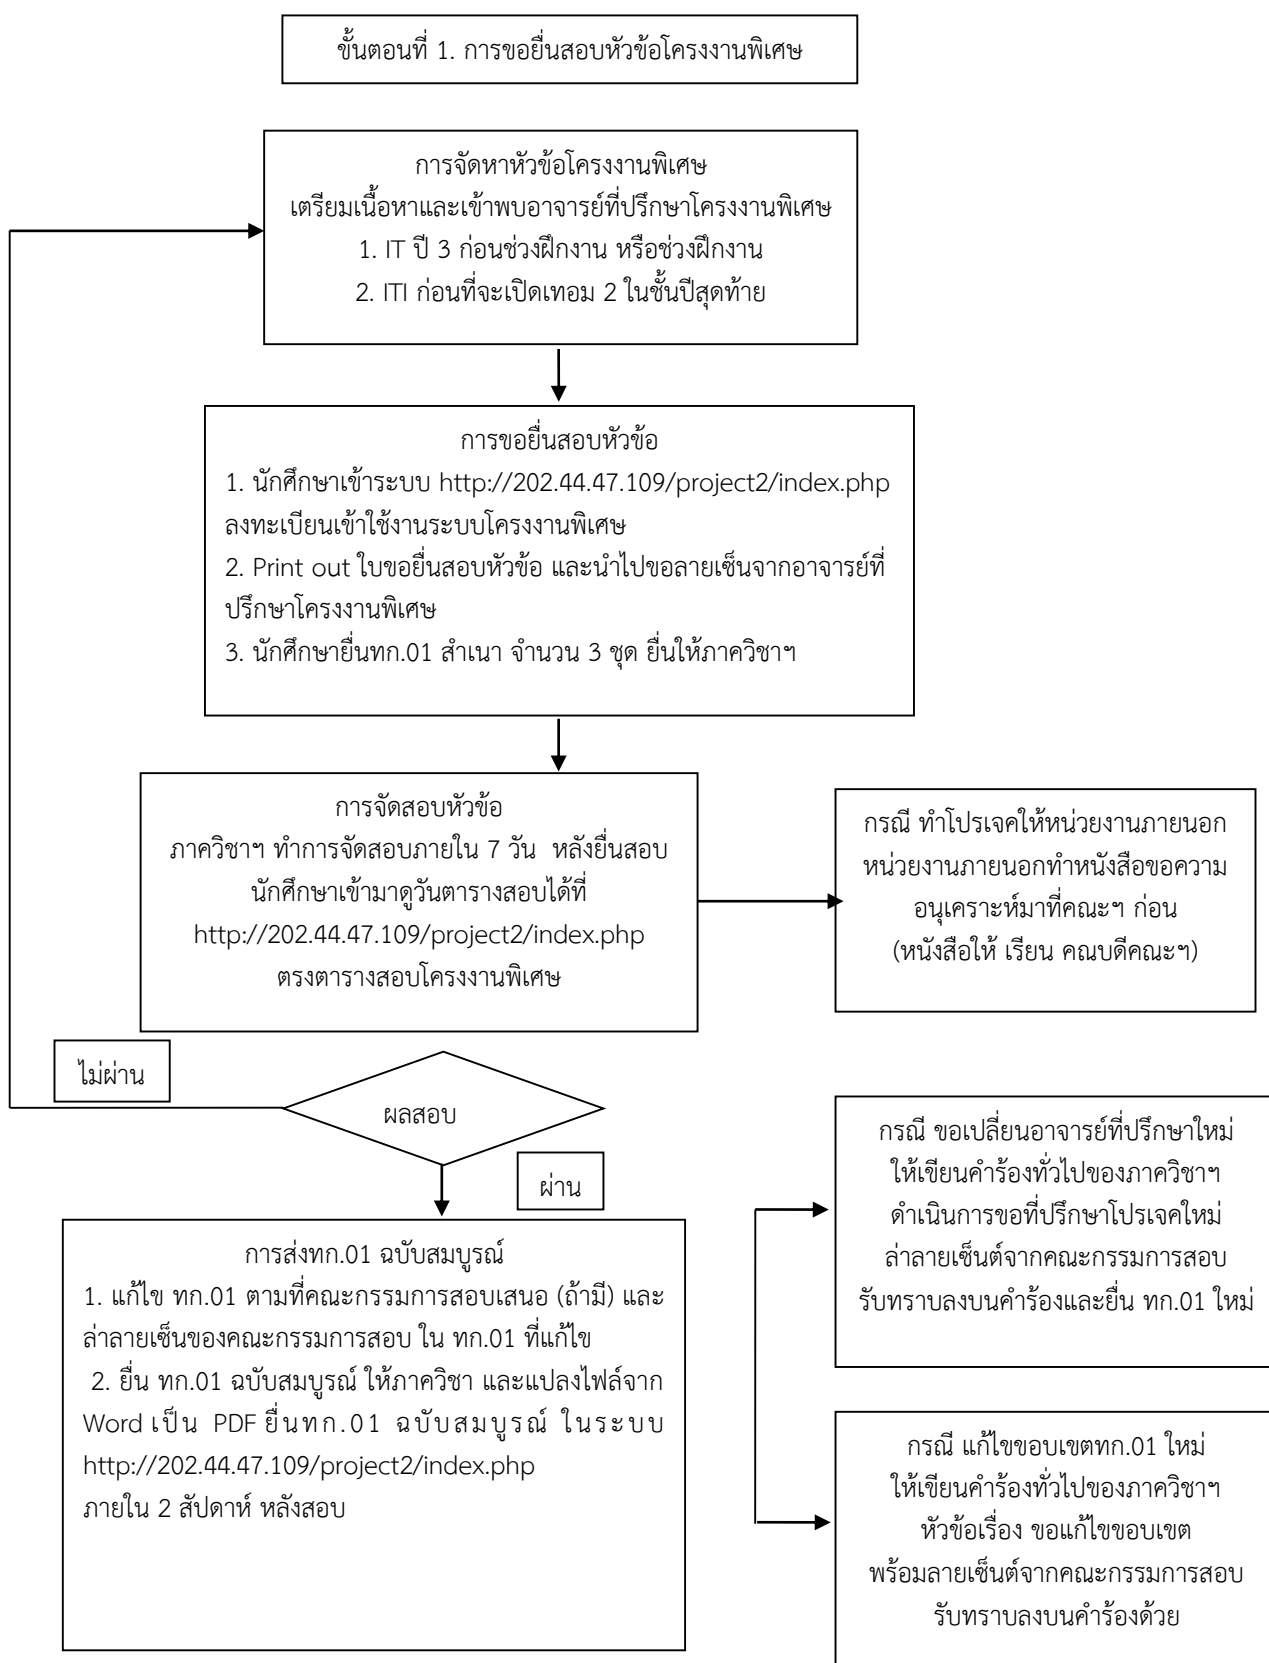 ขั้นตอนที่ 1. การขอยื่นสอบหัวข้อโครงงานพิเศษ
การจัดหาหัวข้อโครงงานพิเศษ
เตรียมเนื้อหาและเข้าพบอาจารย์ที่ปรึกษาโครงงานพิเศษ
1. IT ปี 3 ก่อนช่วงฝึกงาน หรือช่วงฝึกงาน
2. ITI ก่อนที่จะเปิดเทอม 2 ในชั้นปีสุดท้าย
การขอยื่นสอบหัวข้อ
1. นักศึกษาเข้าระบบ http://202.44.47.109/project2/index.php
ลงทะเบียนเข้าใช้งานระบบโครงงานพิเศษ
2. Print out ใบขอยื่นสอบหัวข้อ และนำไปขอลายเซ็นจากอาจารย์ที่
ปรึกษาโครงงานพิเศษ
3. นักศึกษายื่นทก.01 สำเนา จำนวน 3 ชุด ยื่นให้ภาควิชาฯ
การจัดสอบหัวข้อ
ภาควิชาฯ ทำการจัดสอบภายใน 7 วัน หลังยื่นสอบ
นักศึกษาเข้ามาดูวันตารางสอบได้ที่
http://202.44.47.109/project2/index.php
ตรงตารางสอบโครงงานพิเศษ
กรณี ทำโปรเจคให้หน่วยงานภายนอก
หน่วยงานภายนอกทำหนังสือขอความ
อนุเคราะห์มาที่คณะฯ ก่อน
(หนังสือให้ เรียน คณบดีคณะฯ)
ไม่ผ่าน
ผลสอบ
ผ่าน
การส่งทก.01 ฉบับสมบูรณ์
1. แก้ไข ทก.01 ตามที่คณะกรรมการสอบเสนอ (ถ้ามี) และ
ล่าลายเซ็นของคณะกรรมการสอบ ใน ทก.01 ที่แก้ไข
2. ยื่น ทก.01 ฉบับสมบูรณ์ ให้ภาควิชา และแปลงไฟล์จาก
Word เป็น PDF ยื่นทก.01 ฉบับสมบูรณ์ ในระบบ
http://202.44.47.109/project2/index.php
ภายใน 2 สัปดาห์ หลังสอบ
กรณี ขอเปลี่ยนอาจารย์ที่ปรึกษาใหม่
ให้เขียนคำร้องทั่วไปของภาควิชาฯ
ดำเนินการขอที่ปรึกษาโปรเจคใหม่
ล่าลายเซ็นต์จากคณะกรรมการสอบ
รับทราบลงบนคำร้องและยื่น ทก.01 ใหม่
กรณี แก้ไขขอบเขตทก.01 ใหม่
ให้เขียนคำร้องทั่วไปของภาควิชาฯ
หัวข้อเรื่อง ขอแก้ไขขอบเขต
พร้อมลายเซ็นต์จากคณะกรรมการสอบ
รับทราบลงบนคำร้องด้วย